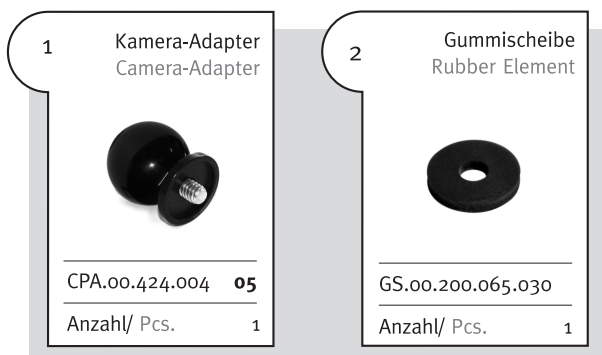 1
Kamera-Adapter
Camera-Adapter
CPA.00.424.004 05
Anzahl/ Pcs. 1
2
Gummischeibe
Rubber Element
GS.00.200.065.030
Anzahl/ Pcs. 1